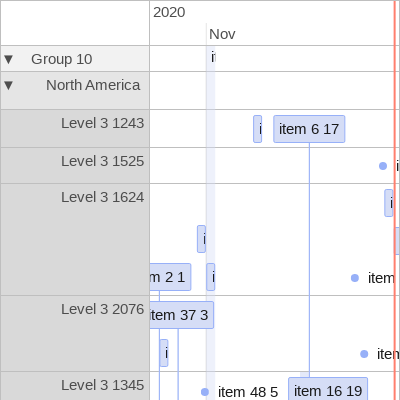 2020
Nov
▼ Group 10
▼ North America
Level 3 1243
item 6 17
Level 3 1525
Level 3 1624
m 2 1
item
Level 3 2076
item 37 3
item
Level 3 1345
item 48 5
item 16 19